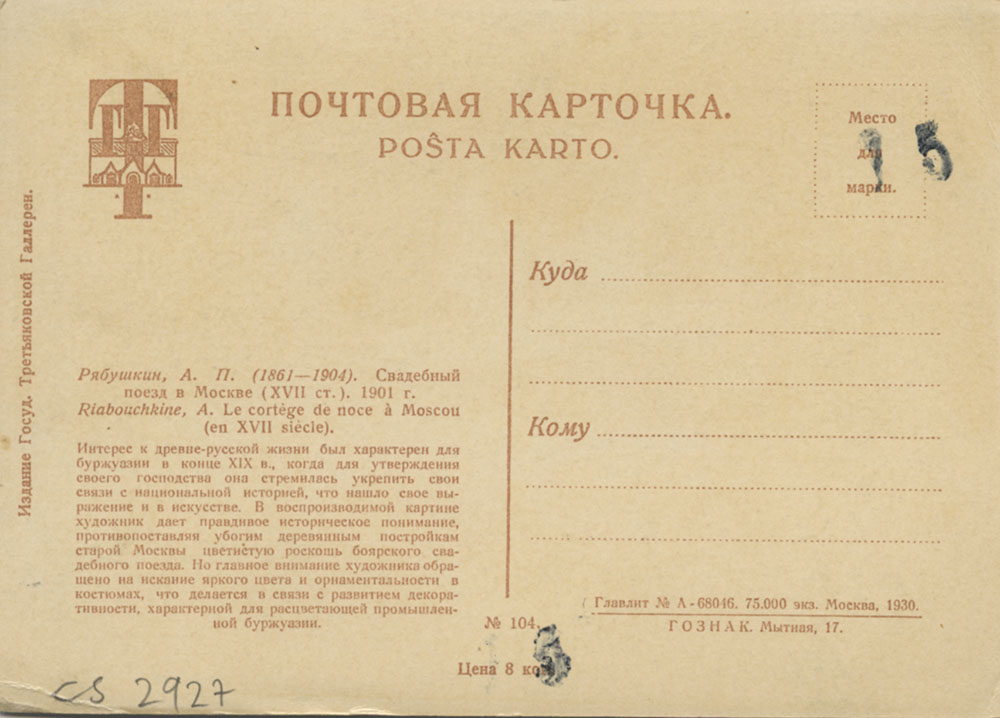 ПОЧТОВАЯ КАРТОЧКА.
POŜTA KARTO.
Место
для
марки.
15
Издание Госуд. Третьяковской Галлереи.
Рябушкин, А. П. (1861—1904). Свадебный
поезд в Москве (XVII ст.). 1901 г.
Riabouchkine, A. Le cortège de noce à Moscou
(en XVII siécle).
Интерес к древне-русской жизни был характерен для
буржуазии в конце XIX в., когда для утверждения
своего господства она стремилась укрепить свои
связи с национальной историей, что нашло свое вы-
ражение и в искусстве. В воспроизводимой картине
художник дает правдивое историческое понимание,
противопоставляя убогим деревянным постройкам
старой Москвы цветистую роскошь боярского сва-
дебного поезда. Но главное внимание художника обра-
щено на искание яркого цвета и орнаментальности в
костюмах, что делается в связи с развитием декора-
тивности, характерной для расцветающей промышлен-
ной буржуазии.
Куда
Кому
№ 104.
Цена 8 коп.
5
Главлит № А-68046. 75.000 экз. Москва, 1930.
ГОЗНАК. Мытная, 17.
CS 2927